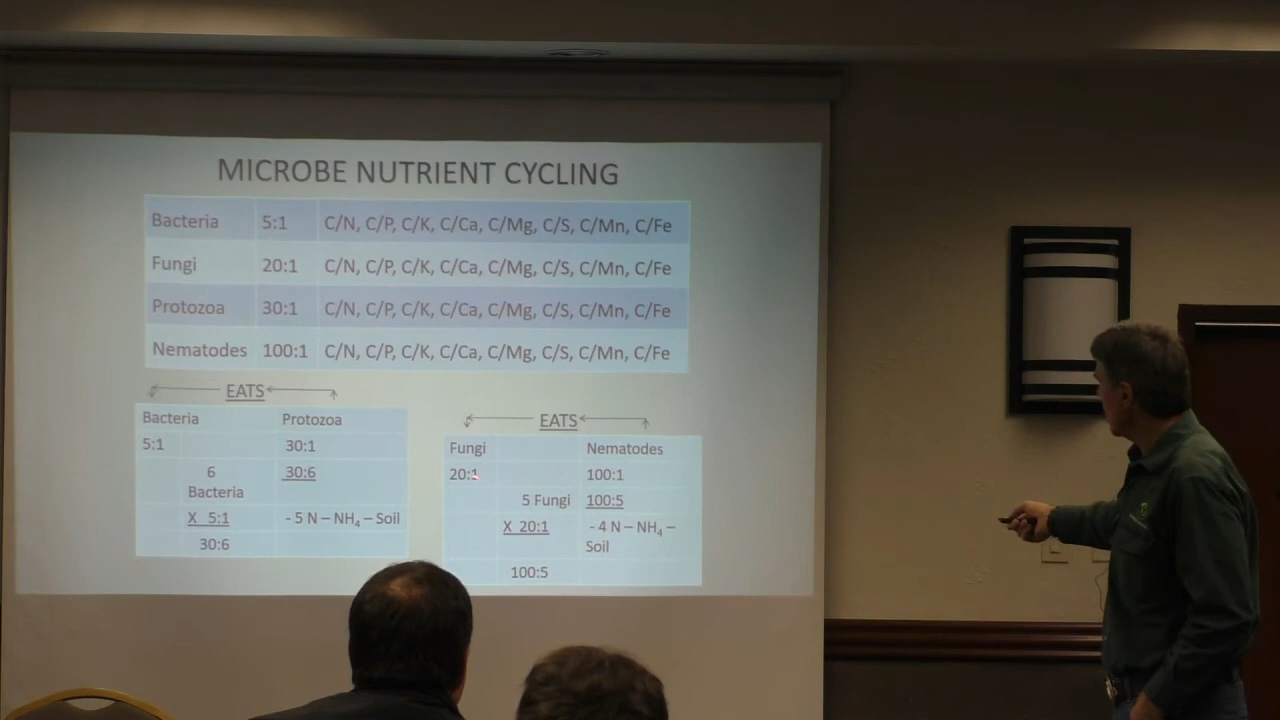 MICROBE NUTRIENT CYCLING
Bacteria 5:1 C/N, C/P, C/K, C/Ca, C/Mg, C/S, C/Mn, C/Fe
Fungi 20:1 C/N, C/P, C/K, C/Ca, C/Mg, C/S, C/Mn, C/Fe
Protozoa 30:1 C/N, C/P, C/K, C/Ca, C/Mg, C/S, C/Mn, C/Fe
Nematodes 100:1 C/N, C/P, C/K, C/Ca, C/Mg, C/S, C/Mn, C/Fe
EATS
Bacteria Protozoa
5:1 30:1
6 30:6
Bacteria
X 5:1 - 5 N – NH₄ – Soil
30:6
EATS
Fungi Nematodes
20:1 100:1
5 Fungi 100:5
X 20:1 - 4 N – NH₄ –
Soil
100:5